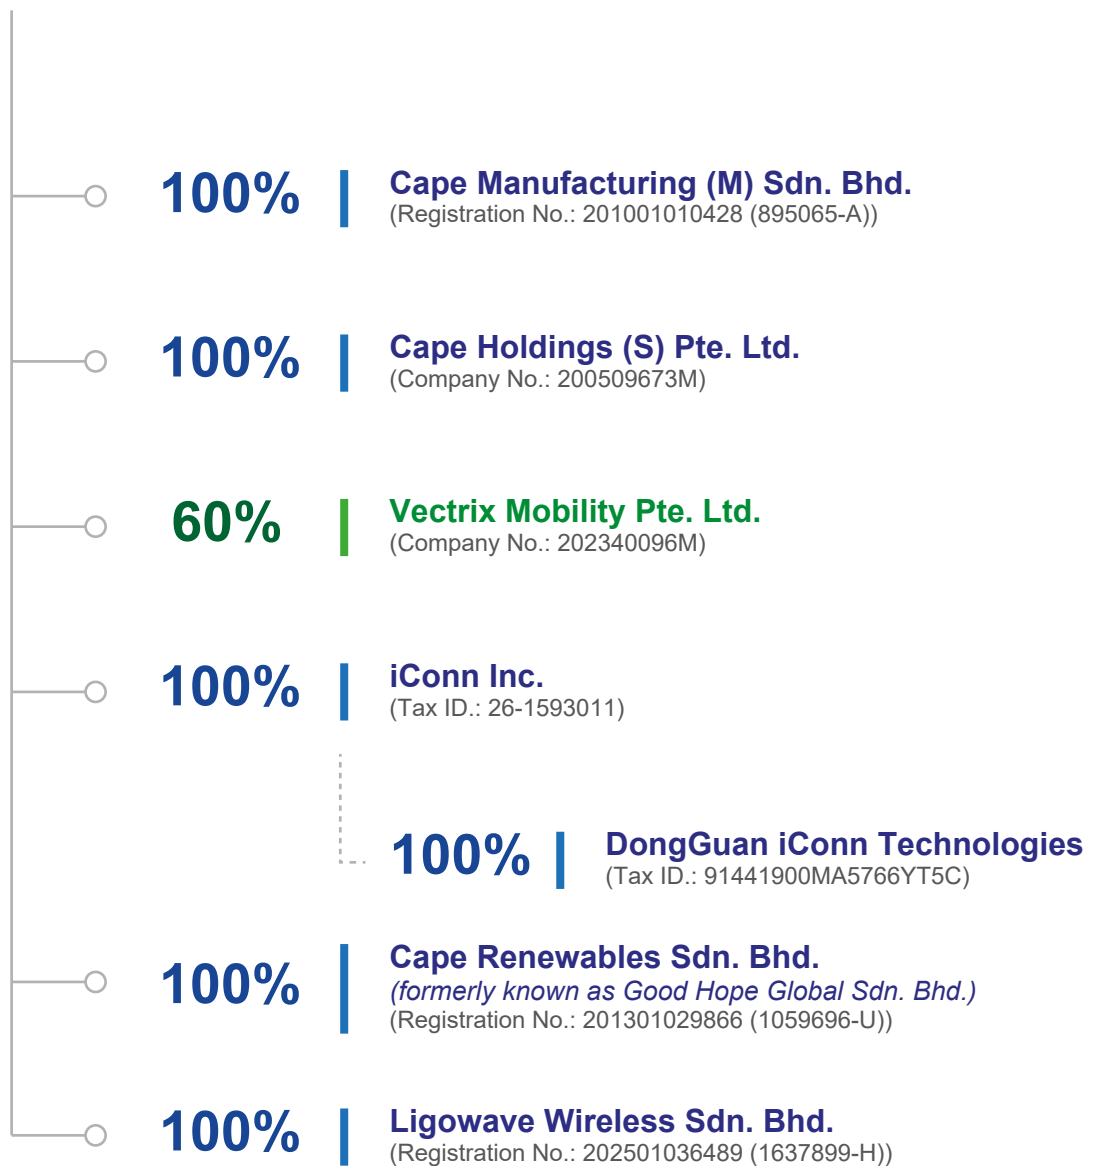 100%
Cape Manufacturing (M) Sdn. Bhd.
(Registration No.: 201001010428 (895065-A))
100%
Cape Holdings (S) Pte. Ltd.
(Company No.: 200509673M)
60%
Vectrix Mobility Pte. Ltd.
(Company No.: 202340096M)
100%
iConn Inc.
(Tax ID.: 26-1593011)
100%
DongGuan iConn Technologies
(Tax ID.: 91441900MA5766YT5C)
100%
Cape Renewables Sdn. Bhd.
(formerly known as Good Hope Global Sdn. Bhd.)
(Registration No.: 201301029866 (1059696-U))
100%
Ligowave Wireless Sdn. Bhd.
(Registration No.: 202501036489 (1637899-H))